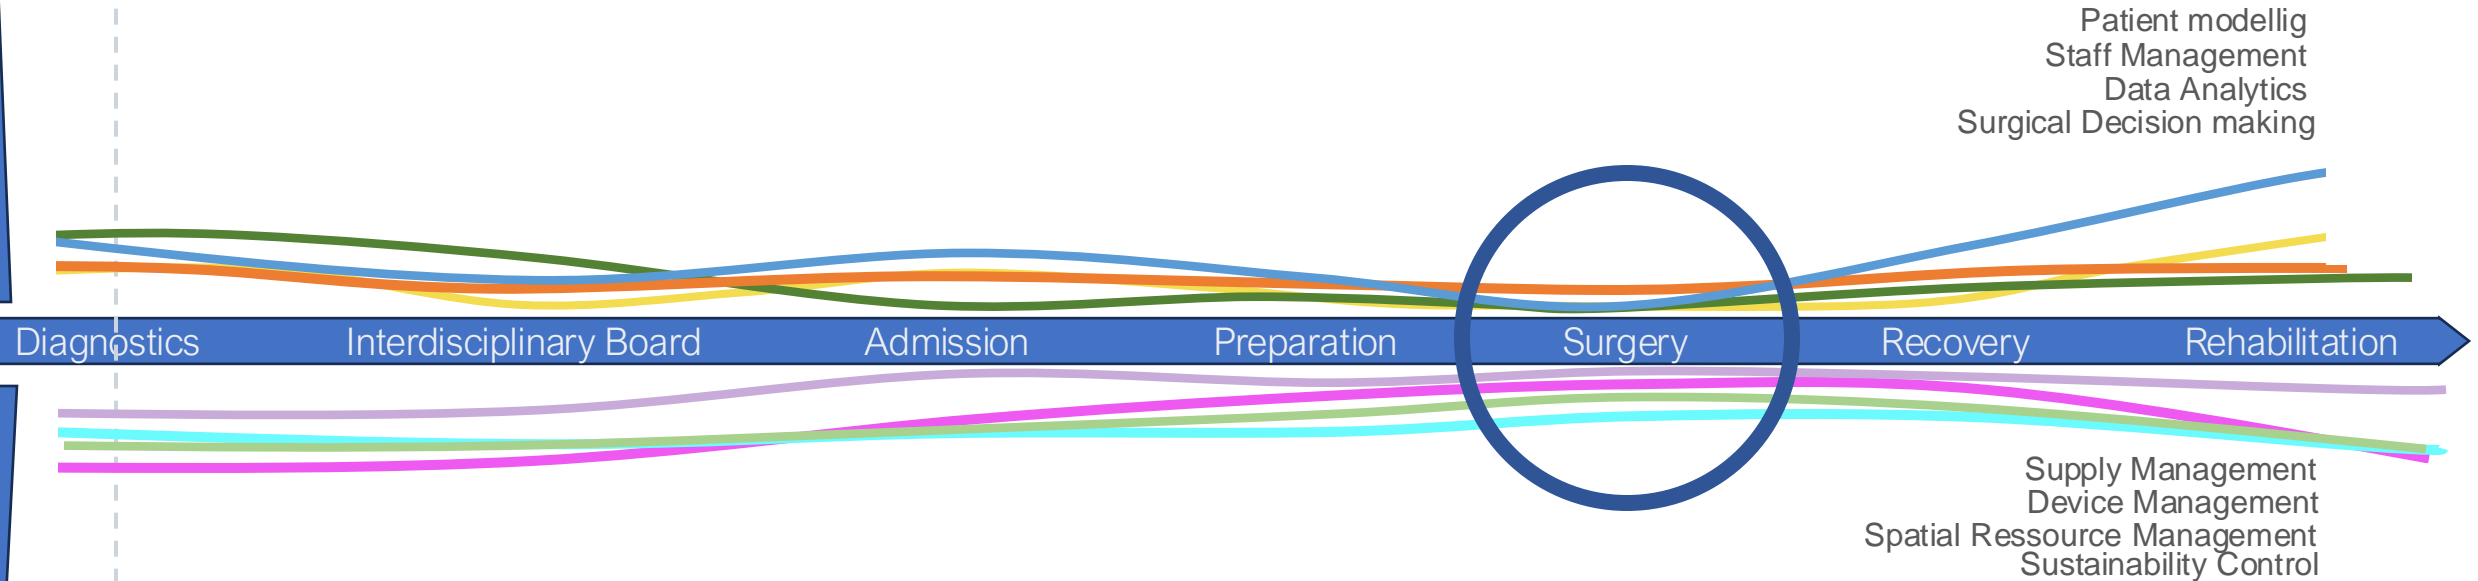 Patient modellig
Staff Management
Data Analytics
Surgical Decision making
Diagnostics
Interdisciplinary Board
Admission
Preparation
Surgery
Recovery
Rehabilitation
Supply Management
Device Management
Spatial Ressource Management
Sustainability Control